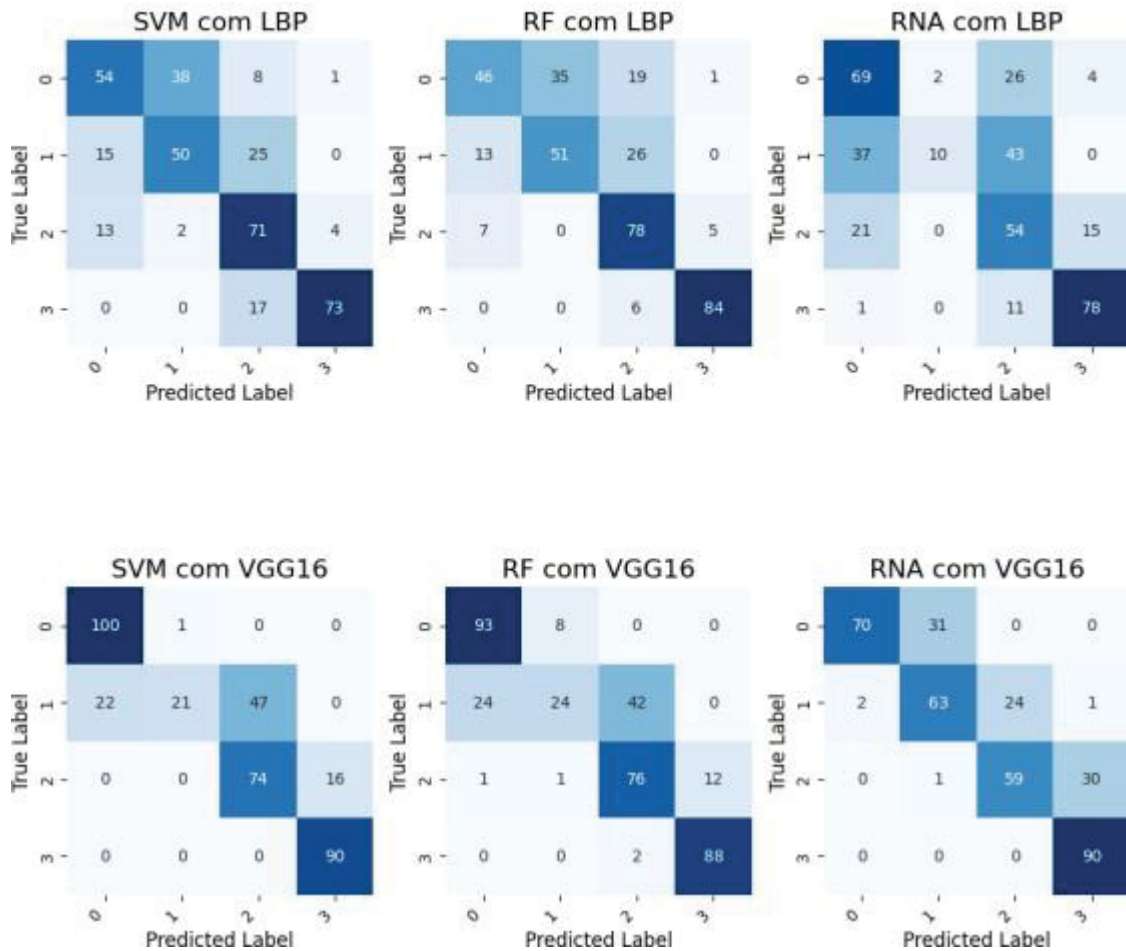 SVM com LBP
RF com LBP
RNA com LBP
True Label
0 54 38 8 1
1 15 50 25 0
2 13 2 71 4
3 0 0 17 73
0 1 2 3
Predicted Label
True Label
0 46 35 19 1
1 13 51 26 0
2 7 0 78 5
3 0 0 6 84
0 1 2 3
Predicted Label
True Label
0 69 2 26 4
1 37 10 43 0
2 21 0 54 15
3 1 0 11 78
0 1 2 3
Predicted Label
SVM com VGG16
RF com VGG16
RNA com VGG16
True Label
0 100 1 0 0
1 22 21 47 0
2 0 0 74 16
3 0 0 0 90
0 1 2 3
Predicted Label
True Label
0 93 8 0 0
1 24 24 42 0
2 1 1 76 12
3 0 0 2 88
0 1 2 3
Predicted Label
True Label
0 70 31 0 0
1 2 63 24 1
2 0 1 59 30
3 0 0 0 90
0 1 2 3
Predicted Label